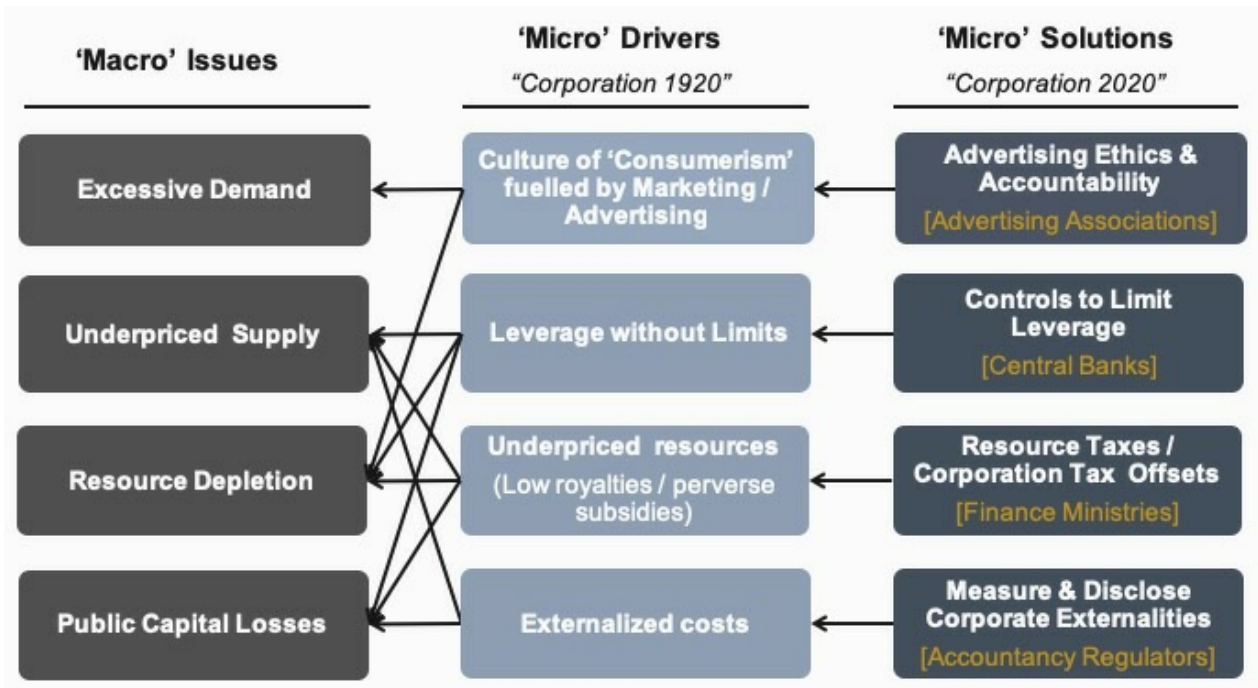 ‘Macro’ Issues
‘Micro’ Drivers
“Corporation 1920”
‘Micro’ Solutions
“Corporation 2020”
Excessive Demand
Culture of ‘Consumerism’
fuelled by Marketing /
Advertising
Advertising Ethics &
Accountability
[Advertising Associations]
Underpriced Supply
Leverage without Limits
Controls to Limit
Leverage
[Central Banks]
Resource Depletion
Underpriced resources
(Low royalties / perverse
subsidies)
Resource Taxes /
Corporation Tax Offsets
[Finance Ministries]
Public Capital Losses
Externalized costs
Measure & Disclose
Corporate Externalities
[Accountancy Regulators]